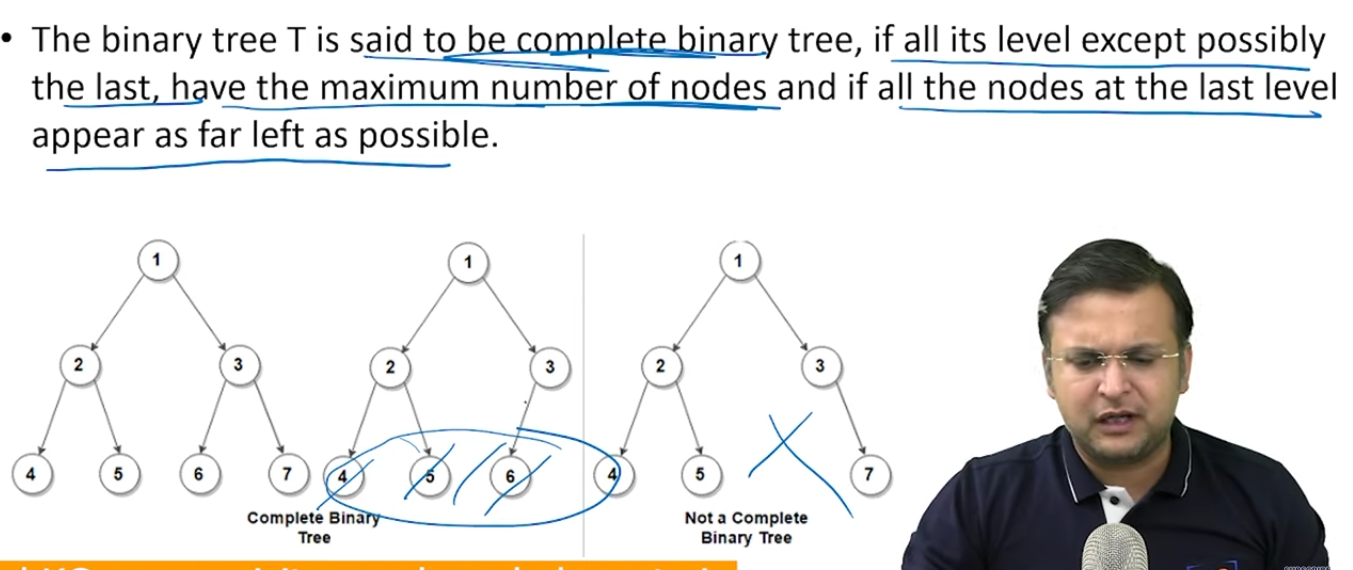 • The binary tree T is said to be complete binary tree, if all its level except possibly
the last, have the maximum number of nodes and if all the nodes at the last level
appear as far left as possible.
1
2
3
4
5
6
7
1
2
3
4
5
6
1
2
3
4
5
7
Complete Binary
Tree
Not a Complete
Binary Tree